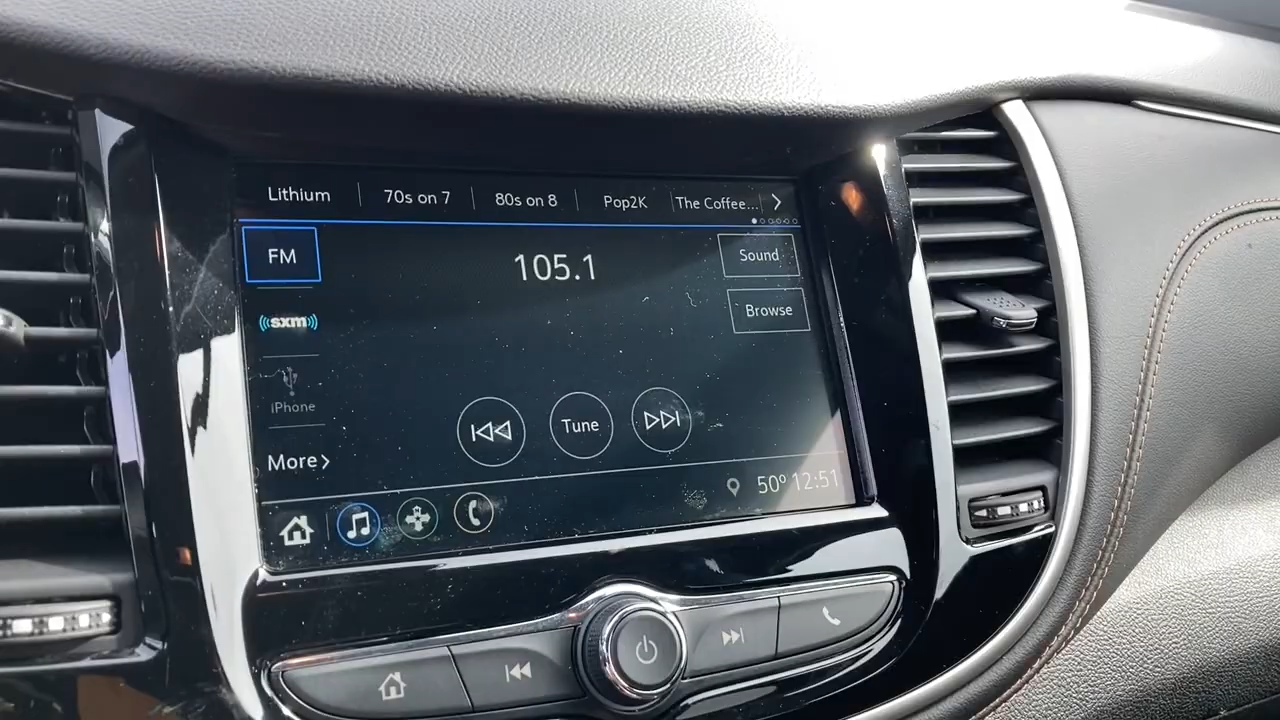 Lithium 70s on 7 80s on 8 Pop2K The Coffee...
FM 105.1 Sound
sxm Browse
iPhone
Tune
More
50° 12:51